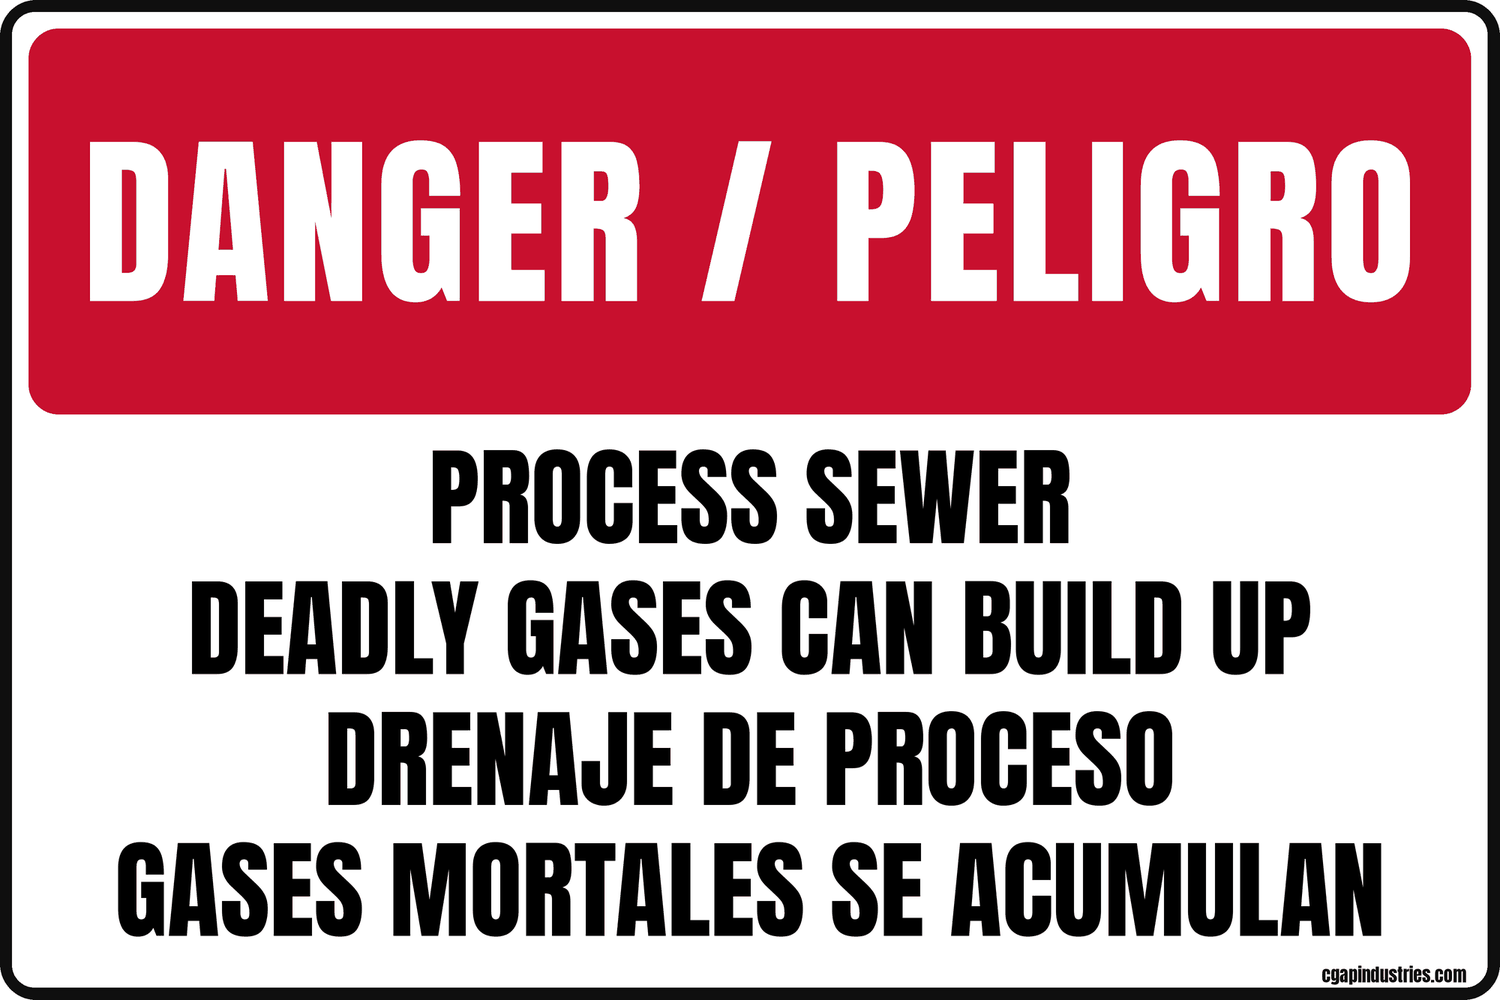 DANGER / PELIGRO
PROCESS SEWER
DEADLY GASES CAN BUILD UP
DRENAJE DE PROCESO
GASES MORTALES SE ACUMULAN
cgapindustries.com